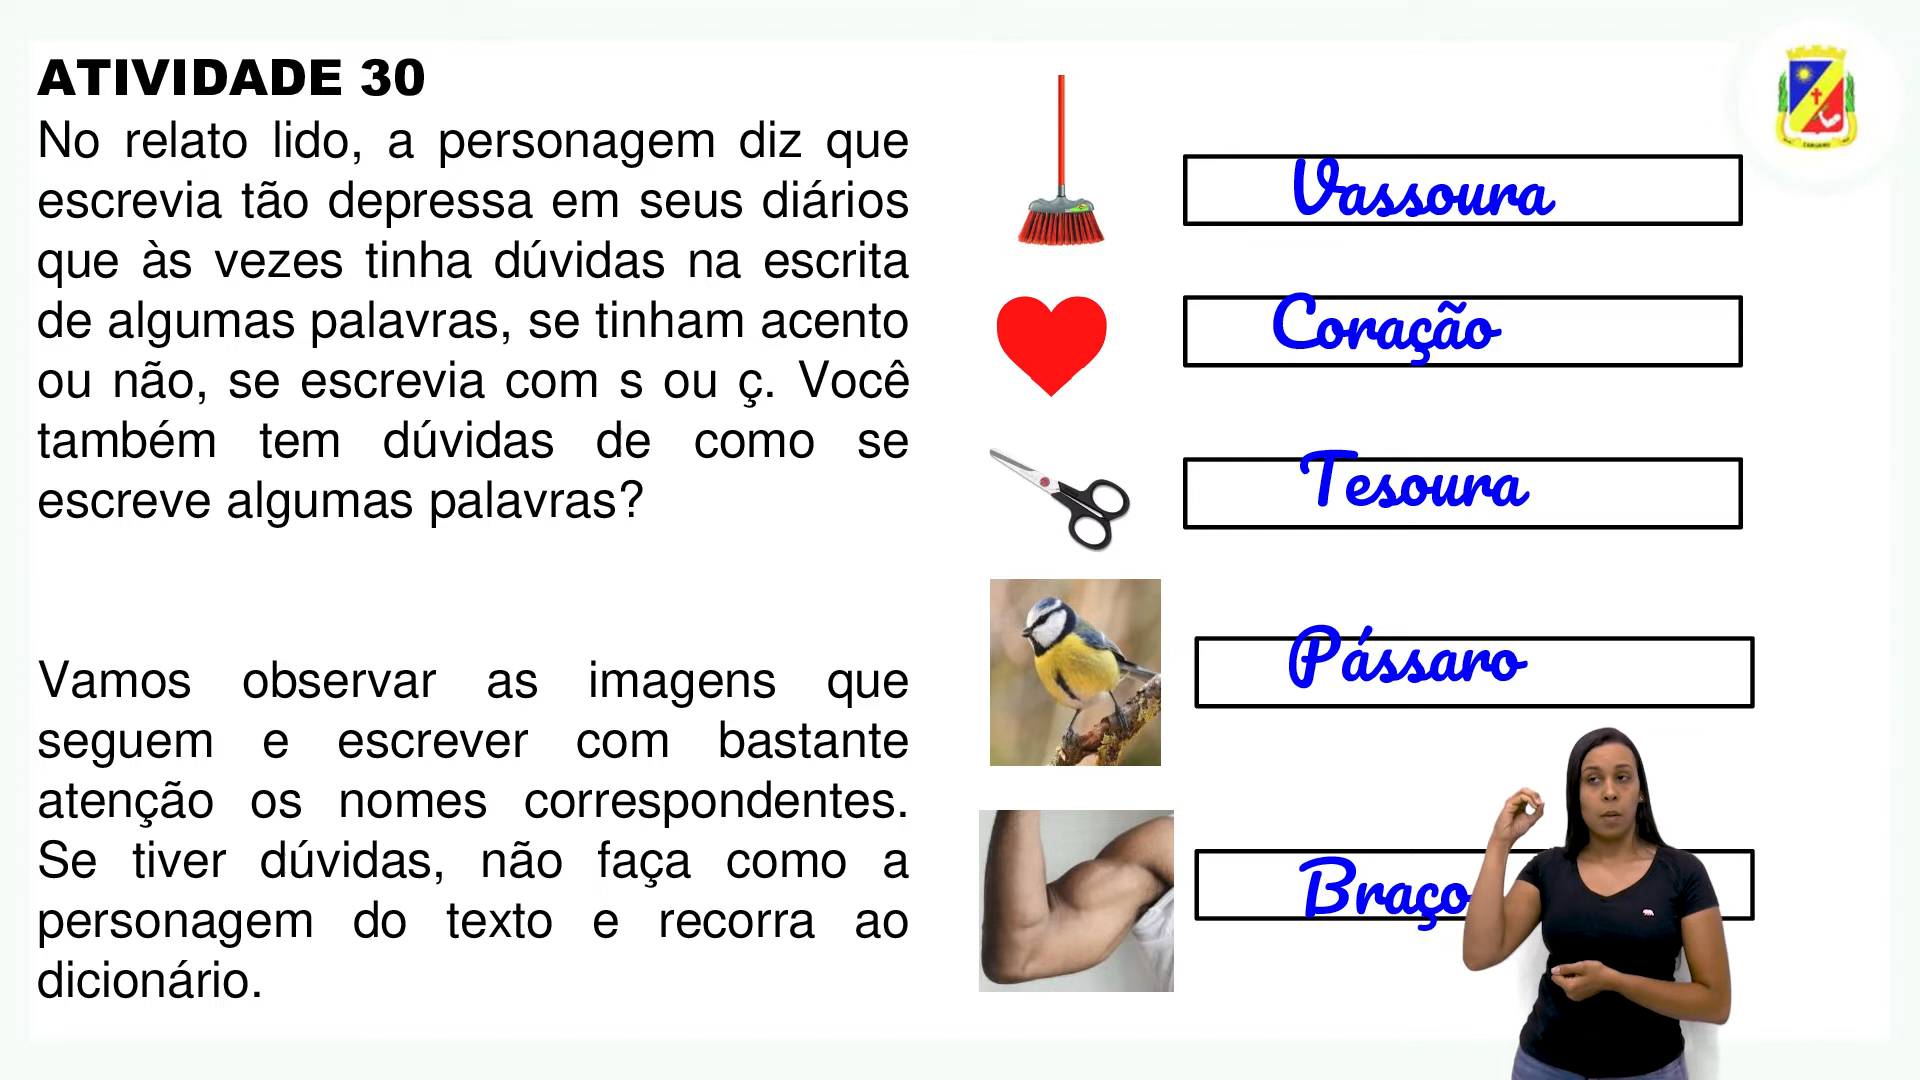 ATIVIDADE 30
No relato lido, a personagem diz que
escrevia tão depressa em seus diários
que às vezes tinha dúvidas na escrita
de algumas palavras, se tinham acento
ou não, se escrevia com s ou ç. Você
também tem dúvidas de como se
escreve algumas palavras?
Vamos observar as imagens que
seguem e escrever com bastante
atenção os nomes correspondentes.
Se tiver dúvidas, não faça como a
personagem do texto e recorra ao
dicionário.
Vassoura
Coração
Tesoura
Pássaro
Braço
CARUARU